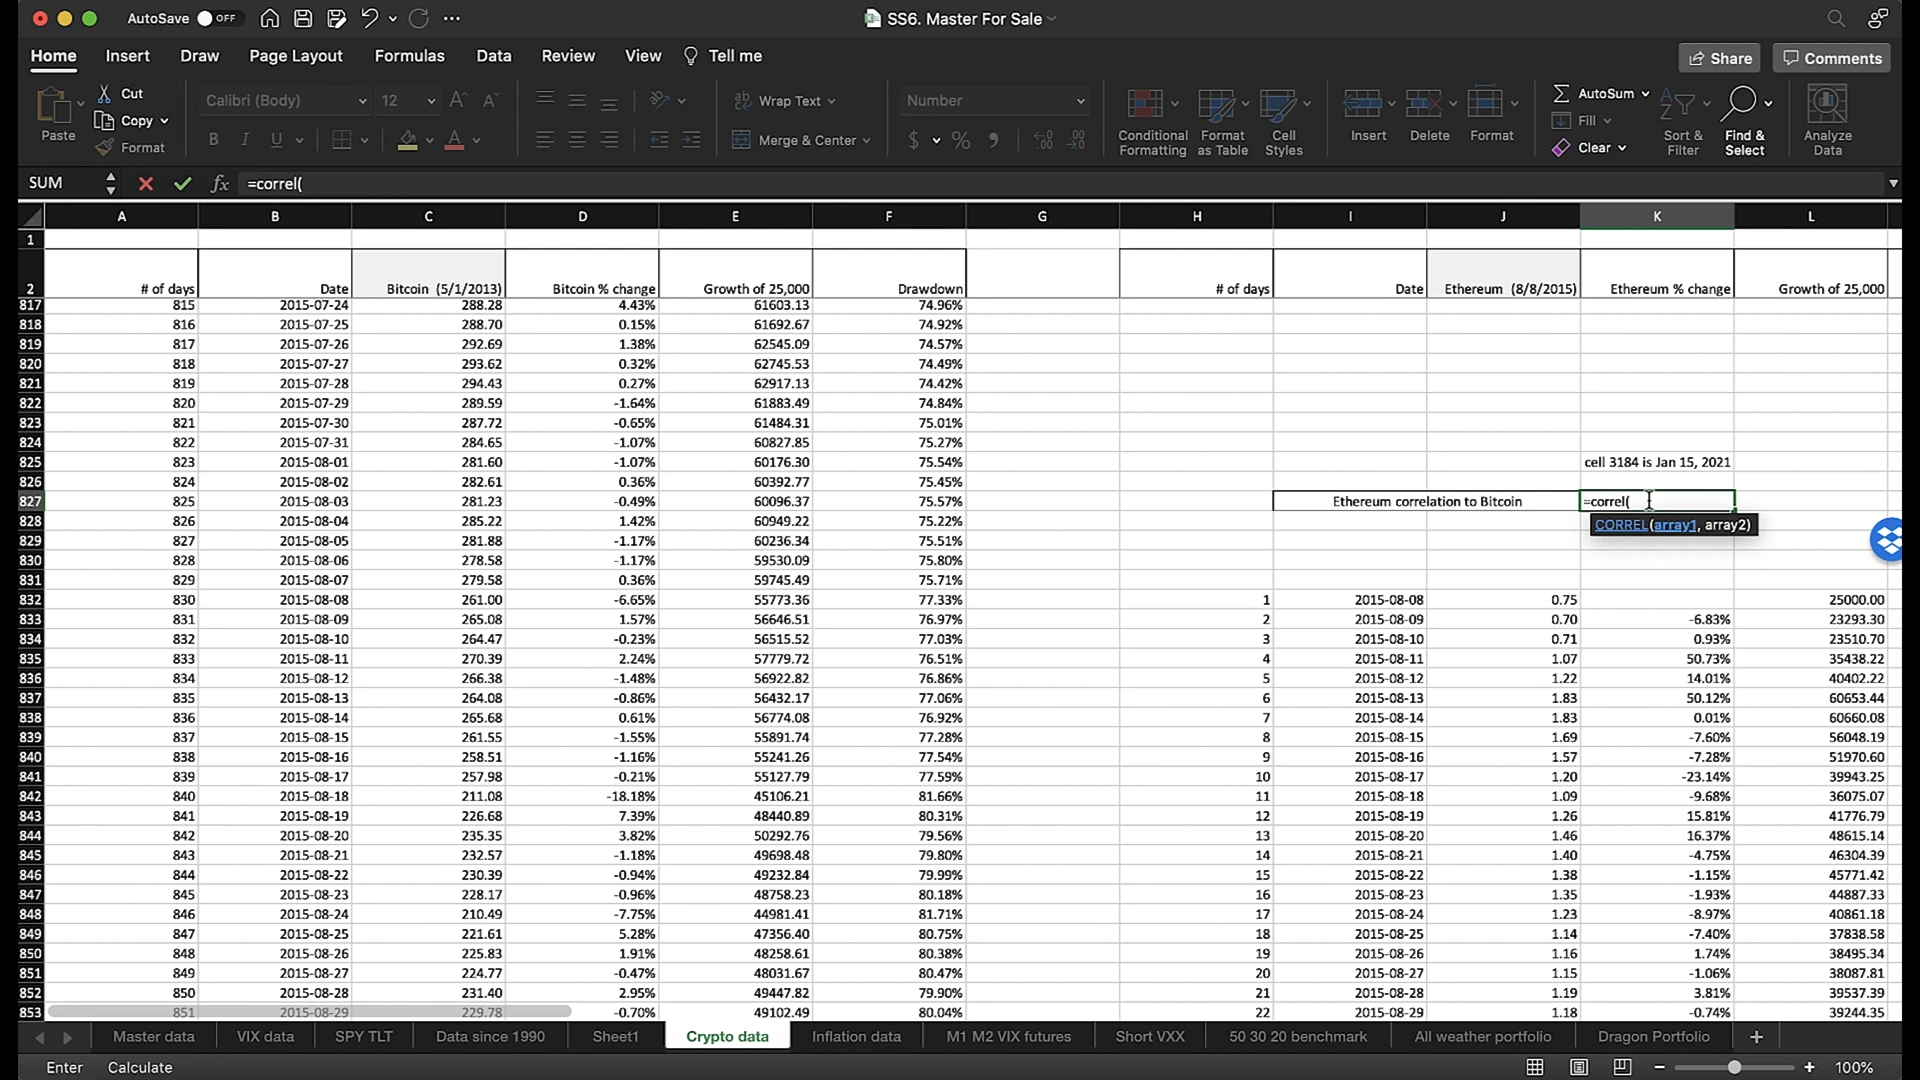 AutoSave OFF SS6. Master For Sale
Home Insert Draw Page Layout Formulas Data Review View Tell me Share Comments
Paste Cut Copy Format
Calibri (Body) 12 A A
B I U A
Wrap Text Merge & Center
Number $ %
Conditional Formatting Format as Table Cell Styles
Insert Delete Format
AutoSum Fill Clear
Sort & Filter Find & Select Analyze Data
SUM fx =correl(
A B C D E F G H I J K L
1
2 # of days Date Bitcoin (5/1/2013) Bitcoin % change Growth of 25,000 Drawdown # of days Date Ethereum (8/8/2015) Ethereum % change Growth of 25,000
817 815 2015-07-24 288.28 4.43% 61603.13 74.96%
818 816 2015-07-25 288.70 0.15% 61692.67 74.92%
819 817 2015-07-26 292.69 1.38% 62545.09 74.57%
820 818 2015-07-27 293.62 0.32% 62745.53 74.49%
821 819 2015-07-28 294.43 0.27% 62917.13 74.42%
822 820 2015-07-29 289.59 -1.64% 61883.49 74.84%
823 821 2015-07-30 287.72 -0.65% 61484.31 75.01%
824 822 2015-07-31 284.65 -1.07% 60827.85 75.27%
825 823 2015-08-01 281.60 -1.07% 60176.30 75.54% cell 3184 is Jan 15, 2021
826 824 2015-08-02 282.61 0.36% 60392.77 75.45%
827 825 2015-08-03 281.23 -0.49% 60096.37 75.57% Ethereum correlation to Bitcoin =correl(
828 826 2015-08-04 285.22 1.42% 60949.22 75.22% CORREL(array1, array2)
829 827 2015-08-05 281.88 -1.17% 60236.34 75.51%
830 828 2015-08-06 278.58 -1.17% 59530.09 75.80%
831 829 2015-08-07 279.58 0.36% 59745.49 75.71%
832 830 2015-08-08 261.00 -6.65% 55773.36 77.33% 1 2015-08-08 0.75 25000.00
833 831 2015-08-09 265.08 1.57% 56646.51 76.97% 2 2015-08-09 0.70 -6.83% 23293.30
834 832 2015-08-10 264.47 -0.23% 56515.52 77.03% 3 2015-08-10 0.71 0.93% 23510.70
835 833 2015-08-11 270.39 2.24% 57779.72 76.51% 4 2015-08-11 1.07 50.73% 35438.22
836 834 2015-08-12 266.38 -1.48% 56922.82 76.86% 5 2015-08-12 1.22 14.01% 40402.22
837 835 2015-08-13 264.08 -0.86% 56432.17 77.06% 6 2015-08-13 1.83 50.12% 60653.44
838 836 2015-08-14 265.68 0.61% 56774.08 76.92% 7 2015-08-14 1.83 0.01% 60660.08
839 837 2015-08-15 261.55 -1.55% 55891.74 77.28% 8 2015-08-15 1.69 -7.60% 56048.19
840 838 2015-08-16 258.51 -1.16% 55241.26 77.54% 9 2015-08-16 1.57 -7.28% 51970.60
841 839 2015-08-17 257.98 -0.21% 55127.79 77.59% 10 2015-08-17 1.20 -23.14% 39943.25
842 840 2015-08-18 211.08 -18.18% 45106.21 81.66% 11 2015-08-18 1.09 -9.68% 36075.07
843 841 2015-08-19 226.68 7.39% 48440.89 80.31% 12 2015-08-19 1.26 15.81% 41776.79
844 842 2015-08-20 235.35 3.82% 50292.76 79.56% 13 2015-08-20 1.46 16.37% 48615.14
845 843 2015-08-21 232.57 -1.18% 49698.48 79.80% 14 2015-08-21 1.40 -4.75% 46304.39
846 844 2015-08-22 230.39 -0.94% 49232.84 79.99% 15 2015-08-22 1.38 -1.15% 45771.42
847 845 2015-08-23 228.17 -0.96% 48758.23 80.18% 16 2015-08-23 1.35 -1.93% 44887.33
848 846 2015-08-24 210.49 -7.75% 44981.41 81.71% 17 2015-08-24 1.23 -8.97% 40861.18
849 847 2015-08-25 221.61 5.28% 47356.40 80.75% 18 2015-08-25 1.14 -7.40% 37838.58
850 848 2015-08-26 225.83 1.91% 48258.61 80.38% 19 2015-08-26 1.16 1.74% 38495.34
851 849 2015-08-27 224.77 -0.47% 48031.67 80.47% 20 2015-08-27 1.15 -1.06% 38087.81
852 850 2015-08-28 231.40 2.95% 49447.82 79.90% 21 2015-08-28 1.19 3.81% 39537.39
853 851 2015-08-29 229.78 -0.70% 49102.49 80.04% 22 2015-08-29 1.18 -0.74% 39244.35
Master data VIX data SPY TLT Data since 1990 Sheet1 Crypto data Inflation data M1 M2 VIX futures Short VXX 50 30 20 benchmark All weather portfolio Dragon Portfolio +
Enter Calculate 100%